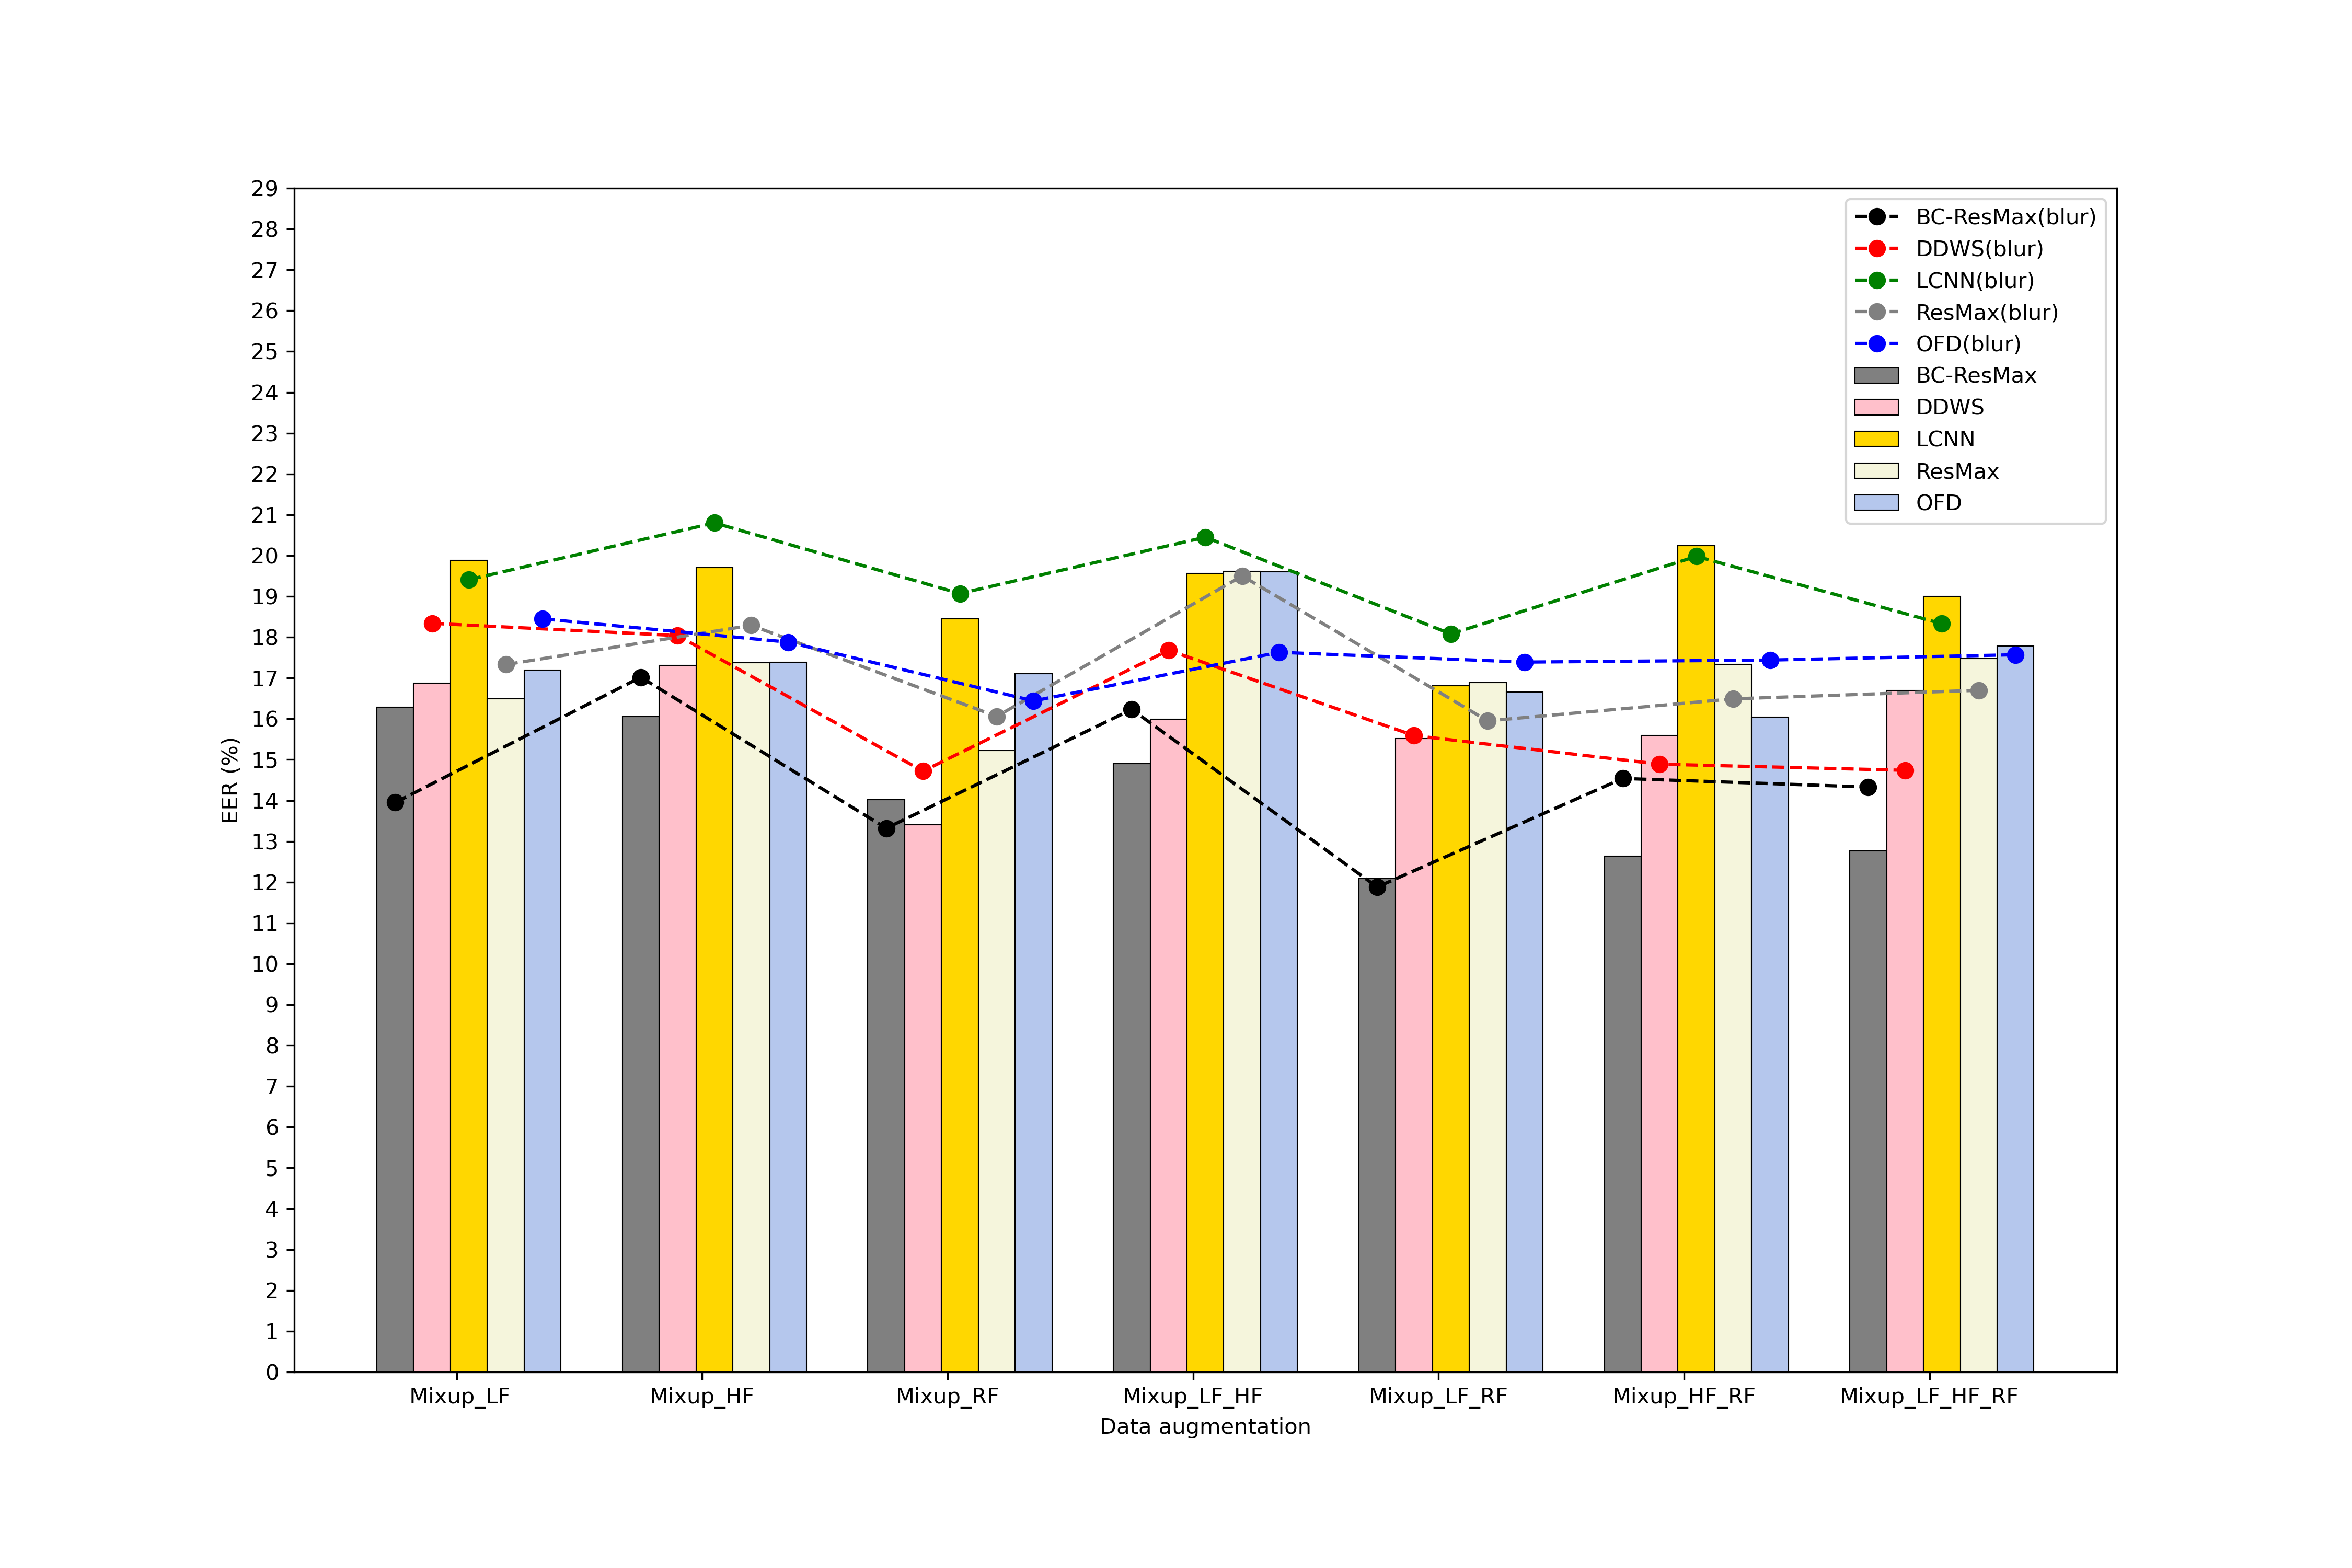 29
28
27
26
25
24
23
22
21
20
19
18
17
16
15
14
13
12
11
10
9
8
7
6
5
4
3
2
1
0
EER (%)
BC-ResMax(blur)
DDWS(blur)
LCNN(blur)
ResMax(blur)
OFD(blur)
BC-ResMax
DDWS
LCNN
ResMax
OFD
Mixup_LF
Mixup_HF
Mixup_RF
Mixup_LF_HF
Mixup_LF_RF
Mixup_HF_RF
Mixup_LF_HF_RF
Data augmentation